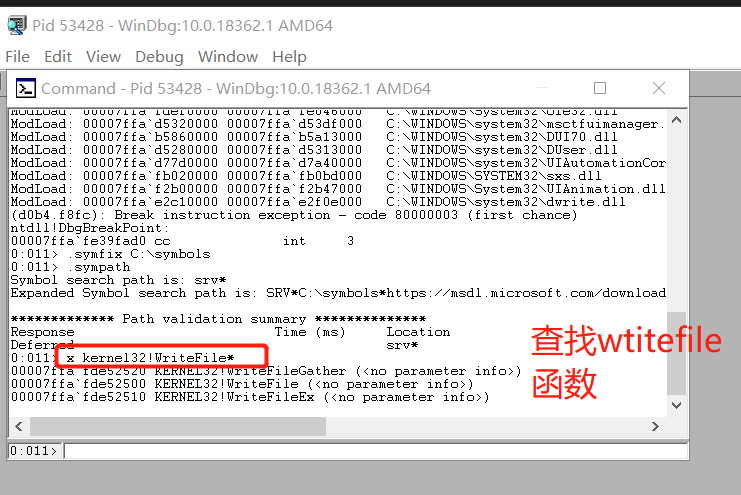 Pid 53428 - WinDbg:10.0.18362.1 AMD64
File Edit View Debug Window Help
Command - Pid 53428 - WinDbg:10.0.18362.1 AMD64
ModLoad: 00007ffa`fde10000 00007ffa`fe046000 C:\WINDOWS\System32\ole32.dll
ModLoad: 00007ffa`d5320000 00007ffa`d53df000 C:\WINDOWS\system32\msctfuimanager.
ModLoad: 00007ffa`b5860000 00007ffa`b5a13000 C:\WINDOWS\system32\DUI70.dll
ModLoad: 00007ffa`d5280000 00007ffa`d5313000 C:\WINDOWS\system32\DUser.dll
ModLoad: 00007ffa`d77d0000 00007ffa`d7a40000 C:\WINDOWS\system32\UIAutomationCor
ModLoad: 00007ffa`fb020000 00007ffa`fb0bd000 C:\WINDOWS\SYSTEM32\sxs.dll
ModLoad: 00007ffa`f2b00000 00007ffa`f2b47000 C:\WINDOWS\system32\UIAnimation.dll
ModLoad: 00007ffa`e2c10000 00007ffa`e2f0e000 C:\WINDOWS\system32\dwrite.dll
(d0b4.f8fc): Break instruction exception - code 80000003 (first chance)
ntdll!DbgBreakPoint:
00007ffa`fe39fad0 cc int 3
0:011> .symfix C:\symbols
0:011> .sympath
Symbol search path is: srv*
Expanded Symbol search path is: SRV*C:\symbols*https://msdl.microsoft.com/download
************* Path validation summary **************
Response Time (ms) Location
Deferred srv*
0:011> x kernel32!WriteFile*
00007ffa`fde52520 KERNEL32!WriteFileGather (<no parameter info>)
00007ffa`fde52500 KERNEL32!WriteFile (<no parameter info>)
00007ffa`fde52510 KERNEL32!WriteFileEx (<no parameter info>)
查找wtitefile
函数
0:011>